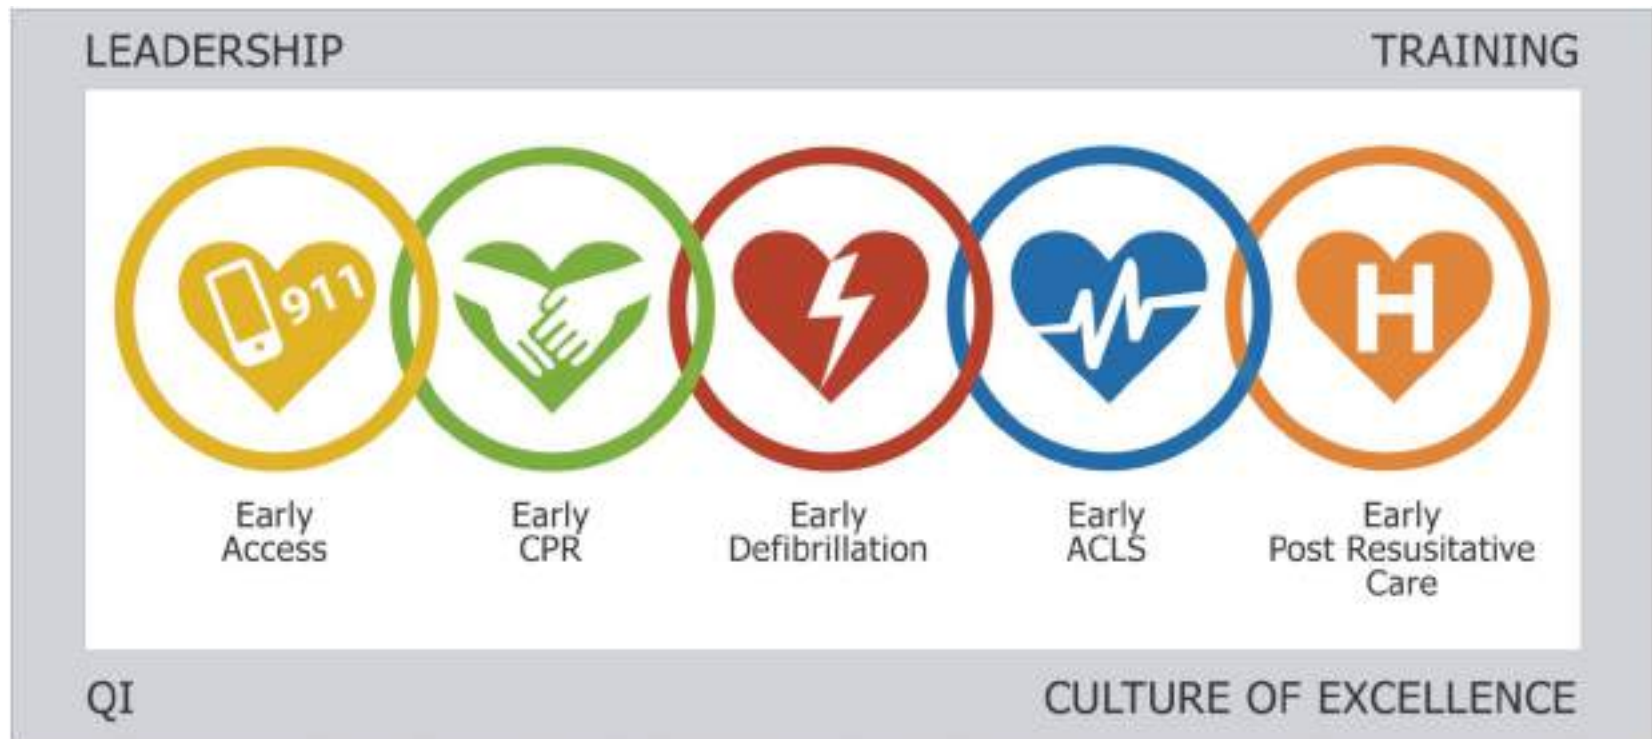 LEADERSHIP
TRAINING
911
Early
Access
Early
CPR
Early
Defibrillation
Early
ACLS
H
Early
Post Resusitative
Care
QI
CULTURE OF EXCELLENCE